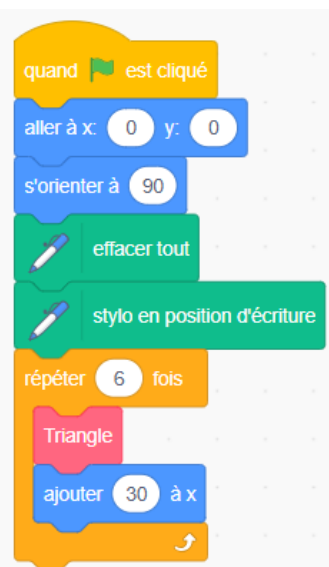 quand est cliqué
aller à x: 0 y: 0
s'orienter à 90
effacer tout
stylo en position d'écriture
répéter 6 fois
Triangle
ajouter 30 à x